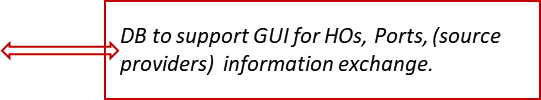 DB to support GUI for HOs, Ports, (source
providers) information exchange.